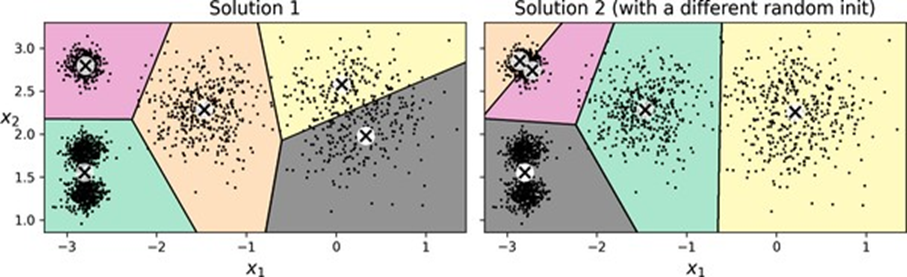 Solution 1
Solution 2 (with a different random init)
3.0
2.5
x2
2.0
1.5
1.0
−3 −2 −1 0 1
−3 −2 −1 0 1
x1
x1